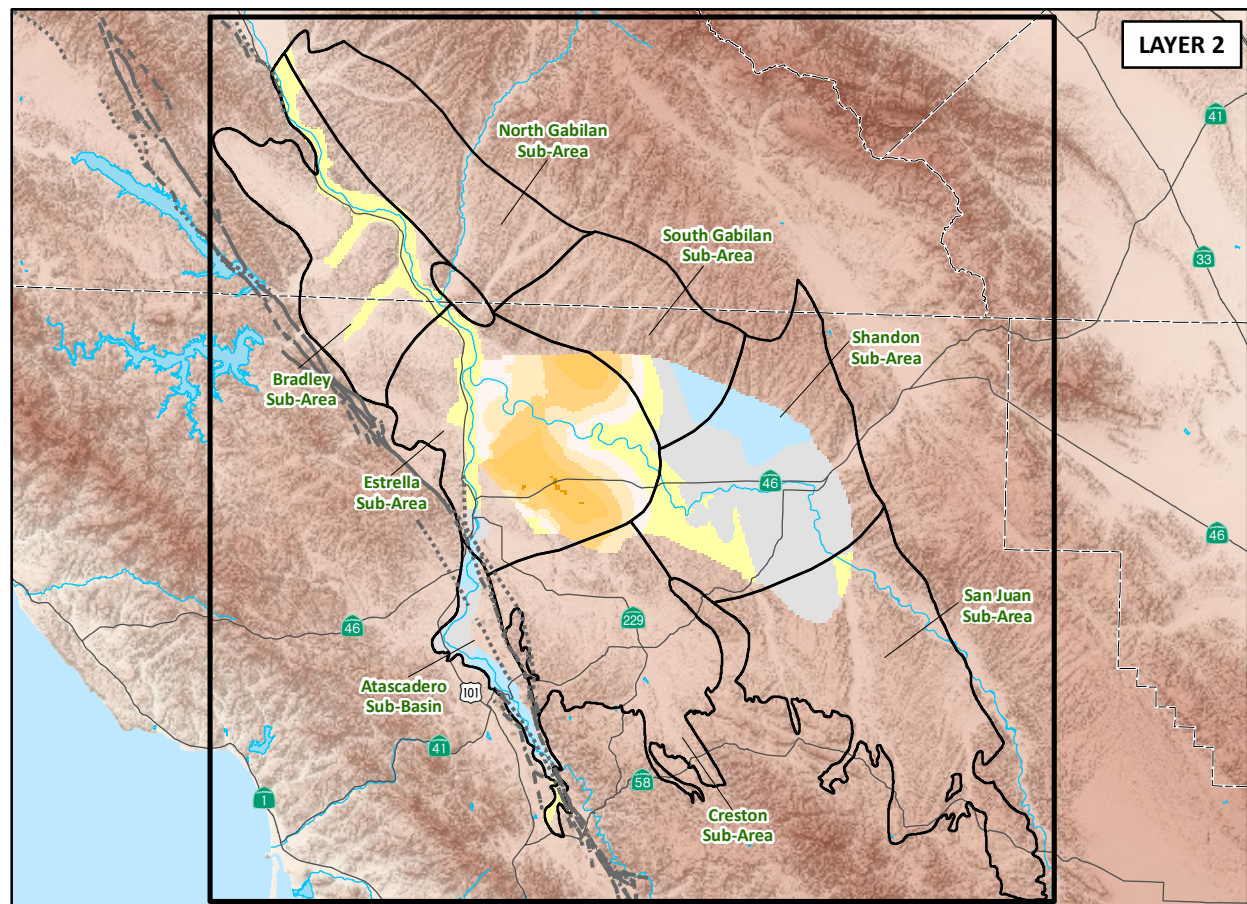 LAYER 2
41
North Gabilan
Sub-Area
South Gabilan
Sub-Area
33
Shandon
Sub-Area
Bradley
Sub-Area
Estrella
Sub-Area
46
46
San Juan
Sub-Area
46
229
Atascadero
Sub-Basin
101
41
58
1
Creston
Sub-Area